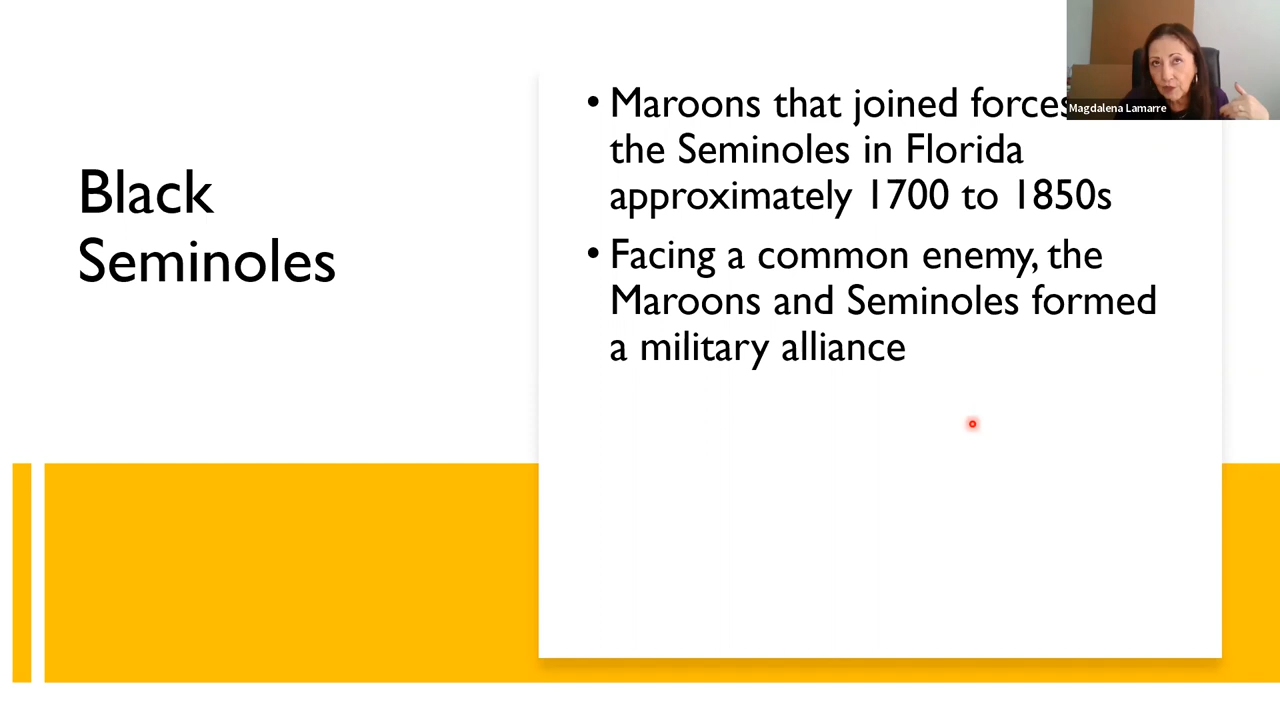 Black
Seminoles
• Maroons that joined forces
the Seminoles in Florida
approximately 1700 to 1850s
• Facing a common enemy, the
Maroons and Seminoles formed
a military alliance
Magdalena Lamarre